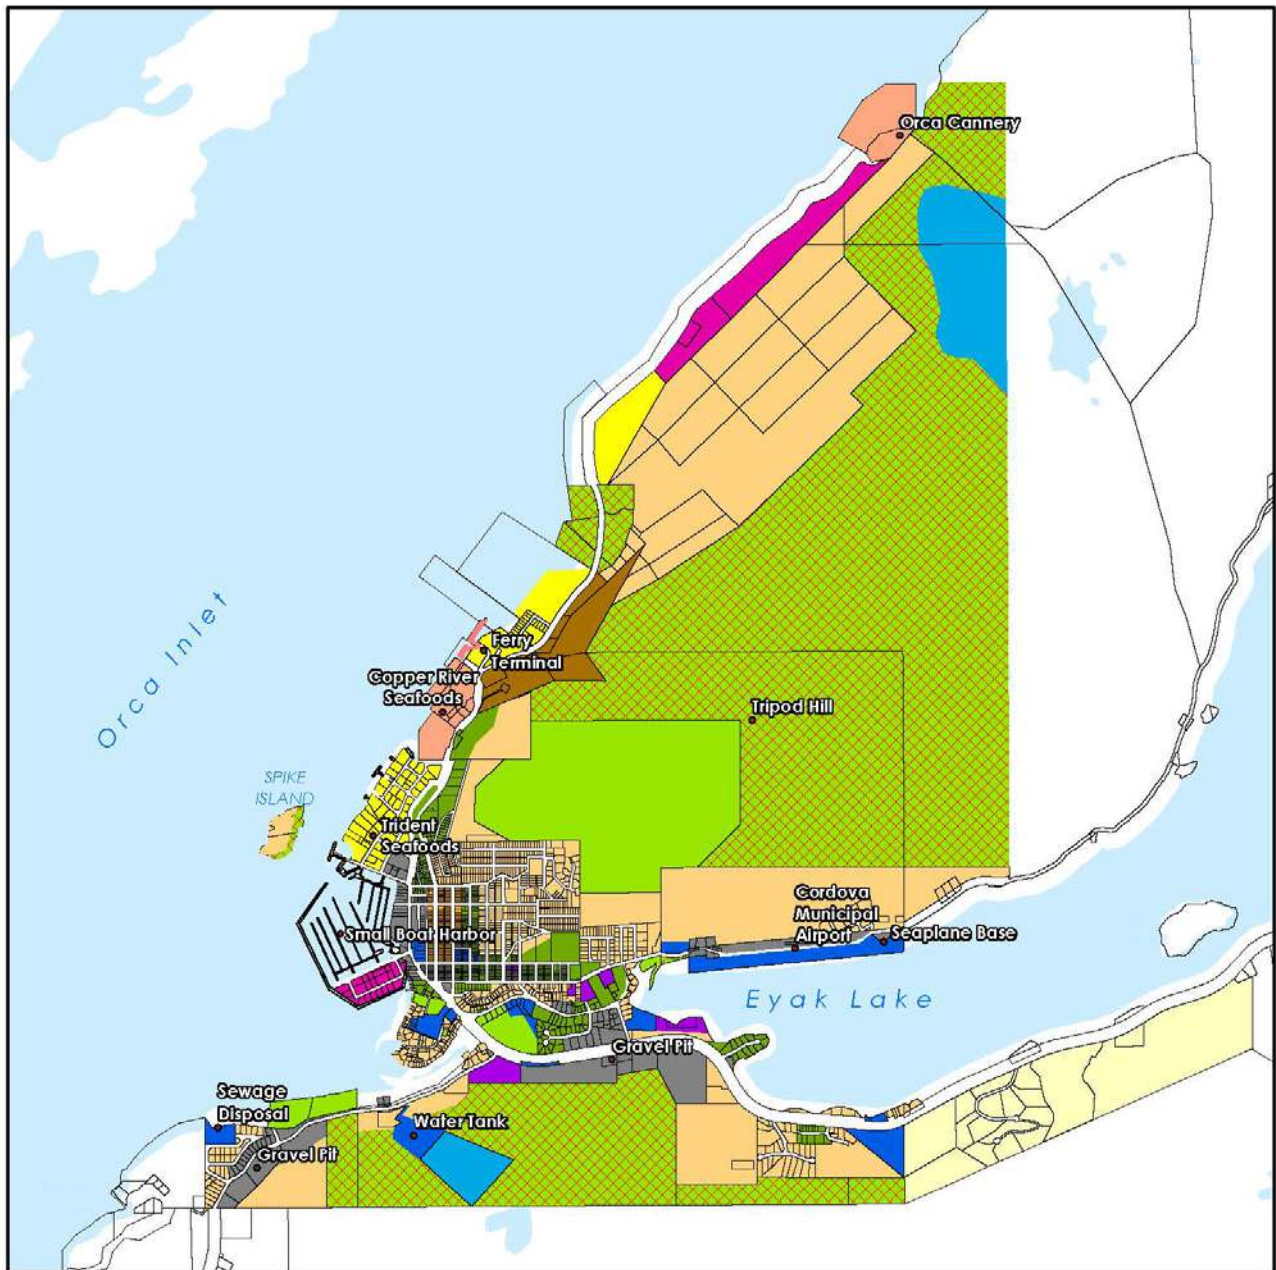 Orca Cannery
Orca Inlet
Ferry
Terminal
Copper River
Seafoods
Tripod Hill
SPIKE
ISLAND
Trident
Seafoods
Cordova
Municipal
Airport
Seaplane Base
Small Boat Harbor
Eyak Lake
Gravel Pit
Sewage
Disposal
Water Tank
Gravel Pit